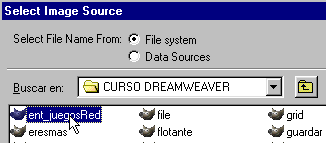 Select Image Source
Select File Name From: File system
Data Sources
Buscar en: CURSO DREAMWEAVER
ent_juegosRed file grid
eresmas flotante guardar